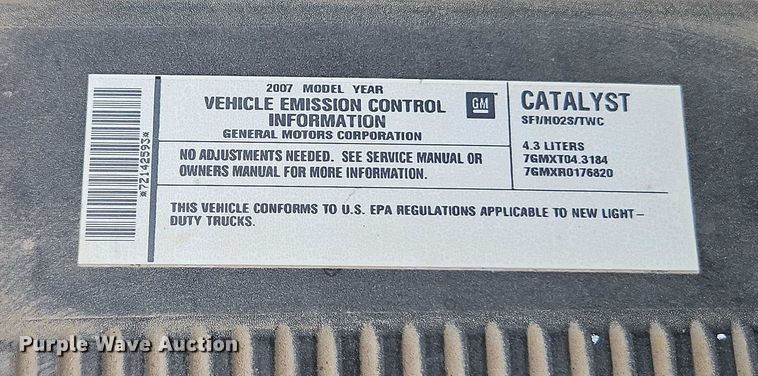 2007 MODEL YEAR
VEHICLE EMISSION CONTROL
INFORMATION
GENERAL MOTORS CORPORATION
GM
CATALYST
SFI/HO2S/TWC
4.3 LITERS
7GMXT04.3184
7GMXR0176820
NO ADJUSTMENTS NEEDED. SEE SERVICE MANUAL OR
OWNERS MANUAL FOR MORE INFORMATION.
THIS VEHICLE CONFORMS TO U.S. EPA REGULATIONS APPLICABLE TO NEW LIGHT–
DUTY TRUCKS.
*72142593*
Purple Wave Auction